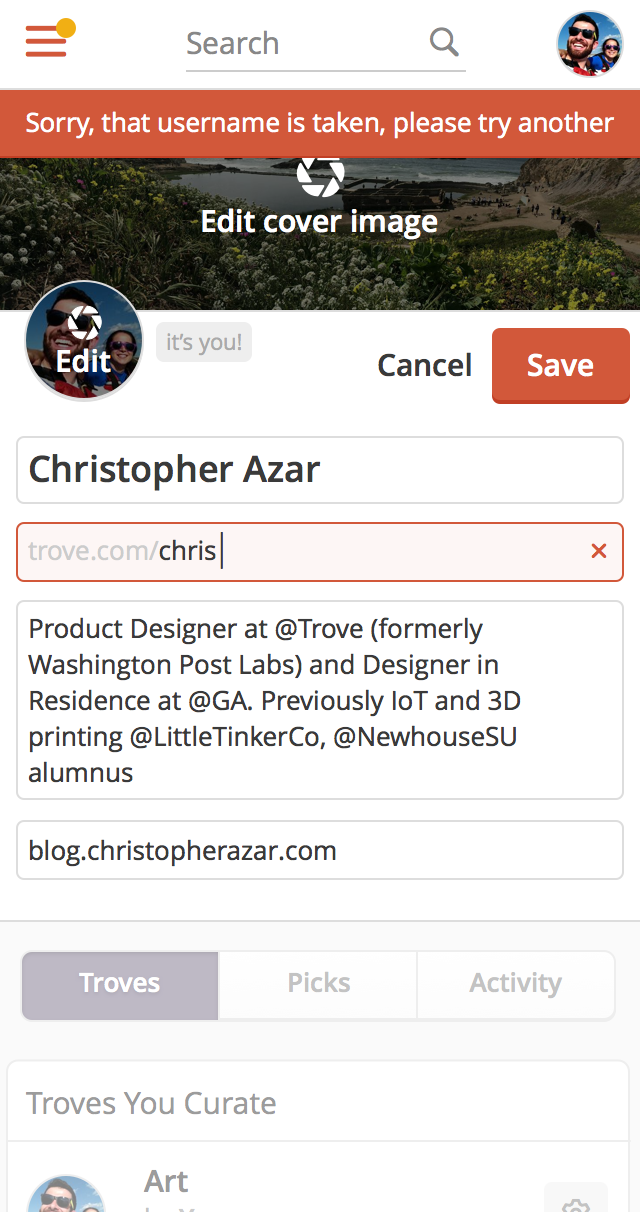 Search
Sorry, that username is taken, please try another
Edit cover image
Edit
it's you!
Cancel
Save
Christopher Azar
trove.com/chris
Product Designer at @Trove (formerly
Washington Post Labs) and Designer in
Residence at @GA. Previously IoT and 3D
printing @LittleTinkerCo, @NewhouseSU
alumnus
blog.christopherazar.com
Troves
Picks
Activity
Troves You Curate
Art